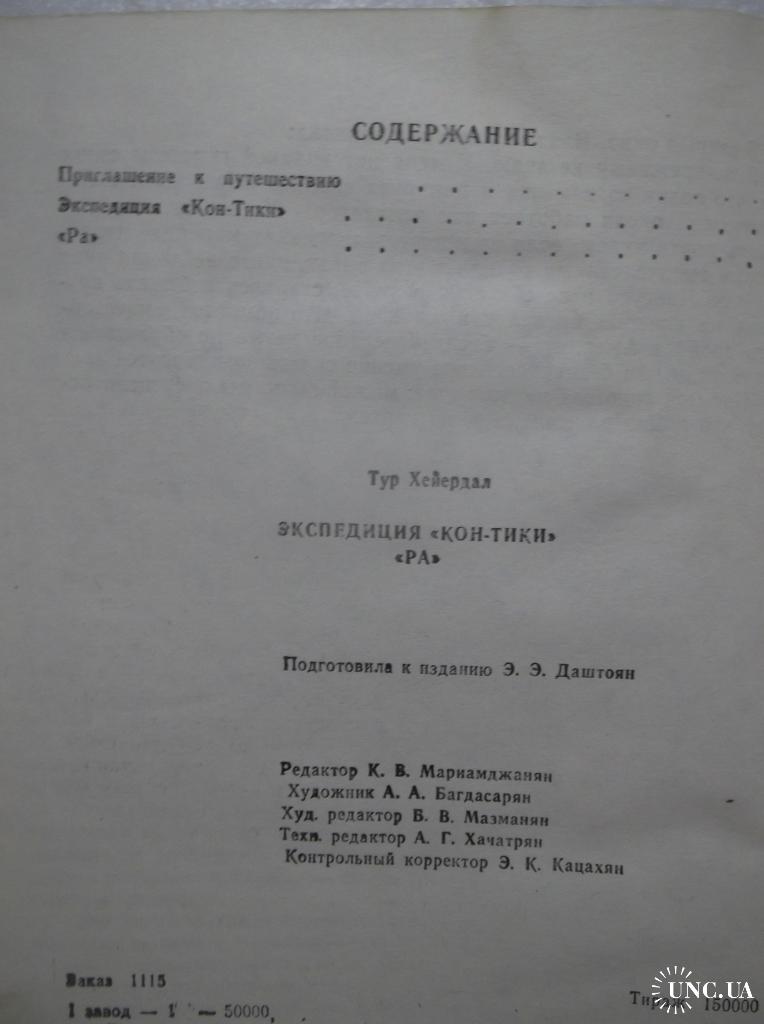 СОДЕРЖАНИЕ
Приглашение к путешествию . . . . . . . . . .
Экспедиция «Кон-Тики» . . . . . . . . . . . .
«Ра» . . . . . . . . . . . . .
Тур Хейердал
ЭКСПЕДИЦИЯ «КОН-ТИКИ»
«РА»
Подготовила к изданию Э. Э. Даштоян
Редактор К. В. Мариамджанян
Художник А. А. Багдасарян
Худ. редактор Б. В. Мазманян
Техн. редактор А. Г. Хачатрян
Контрольный корректор Э. К. Кацахян
Заказ 1115
Тираж 150000
1 завод — 1 — 50000,
UNC.UA